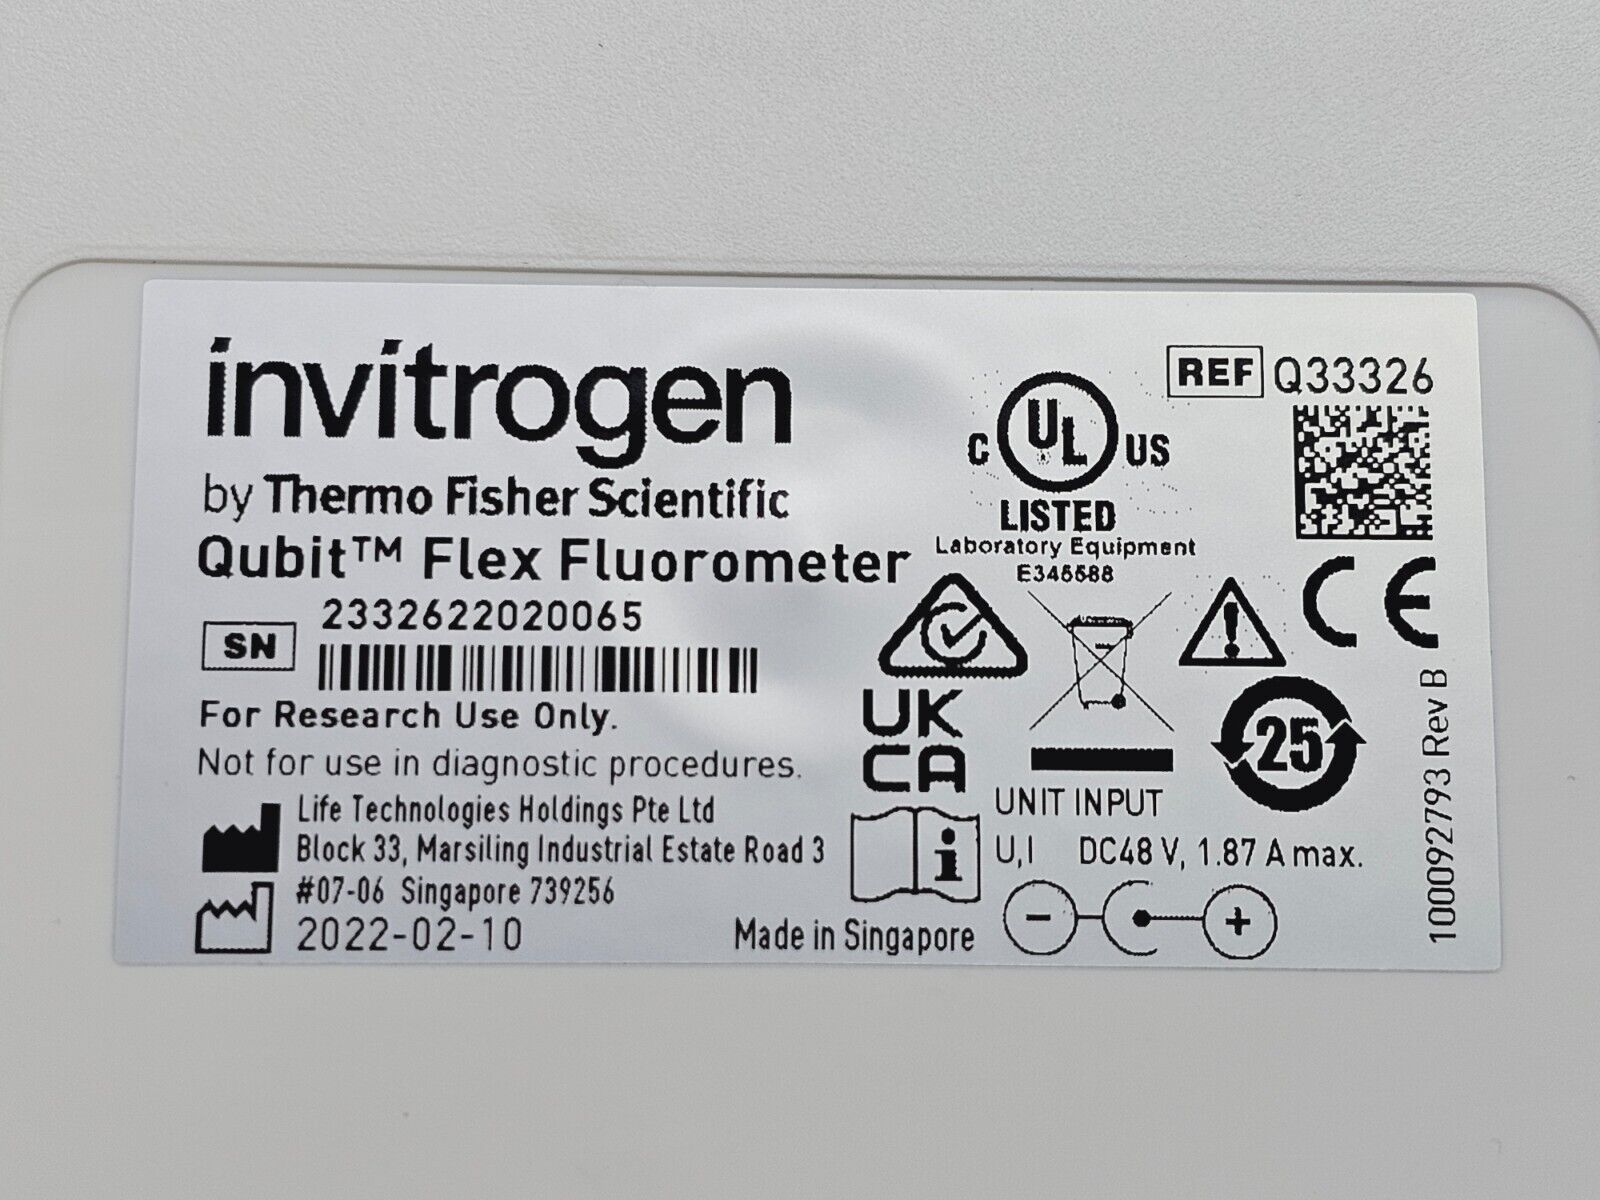 invitrogen
by Thermo Fisher Scientific
Qubit™ Flex Fluorometer
SN 2332622020065
For Research Use Only.
Not for use in diagnostic procedures.
Life Technologies Holdings Pte Ltd
Block 33, Marsiling Industrial Estate Road 3
#07-06 Singapore 739256
2022-02-10
Made in Singapore
REF Q33326
C UL US
LISTED
Laboratory Equipment
CE
UK
CA
25
i
UNIT INPUT
U,I DC48 V, 1.87 A max.
- +
100092793 Rev B